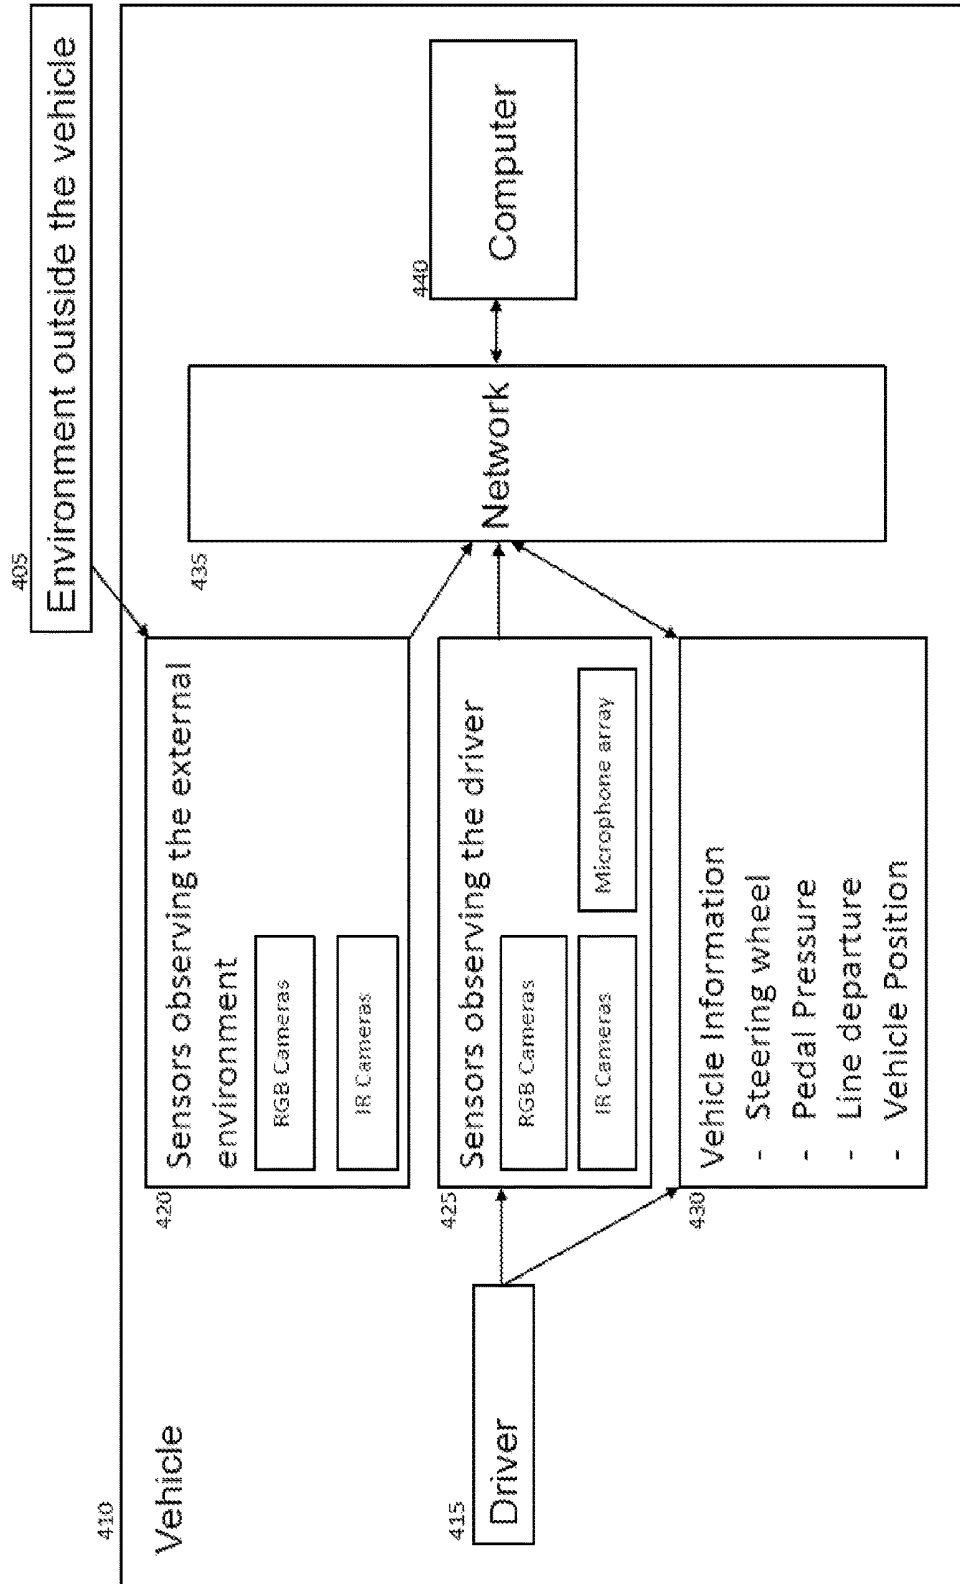 405
Environment outside the vehicle
410
Vehicle
420
Sensors observing the external
environment
RGB Cameras
IR Cameras
415
Driver
425
Sensors observing the driver
RGB Cameras
IR Cameras
Microphone array
430
Vehicle Information
- Steering wheel
- Pedal Pressure
- Line departure
- Vehicle Position
435
Network
440
Computer